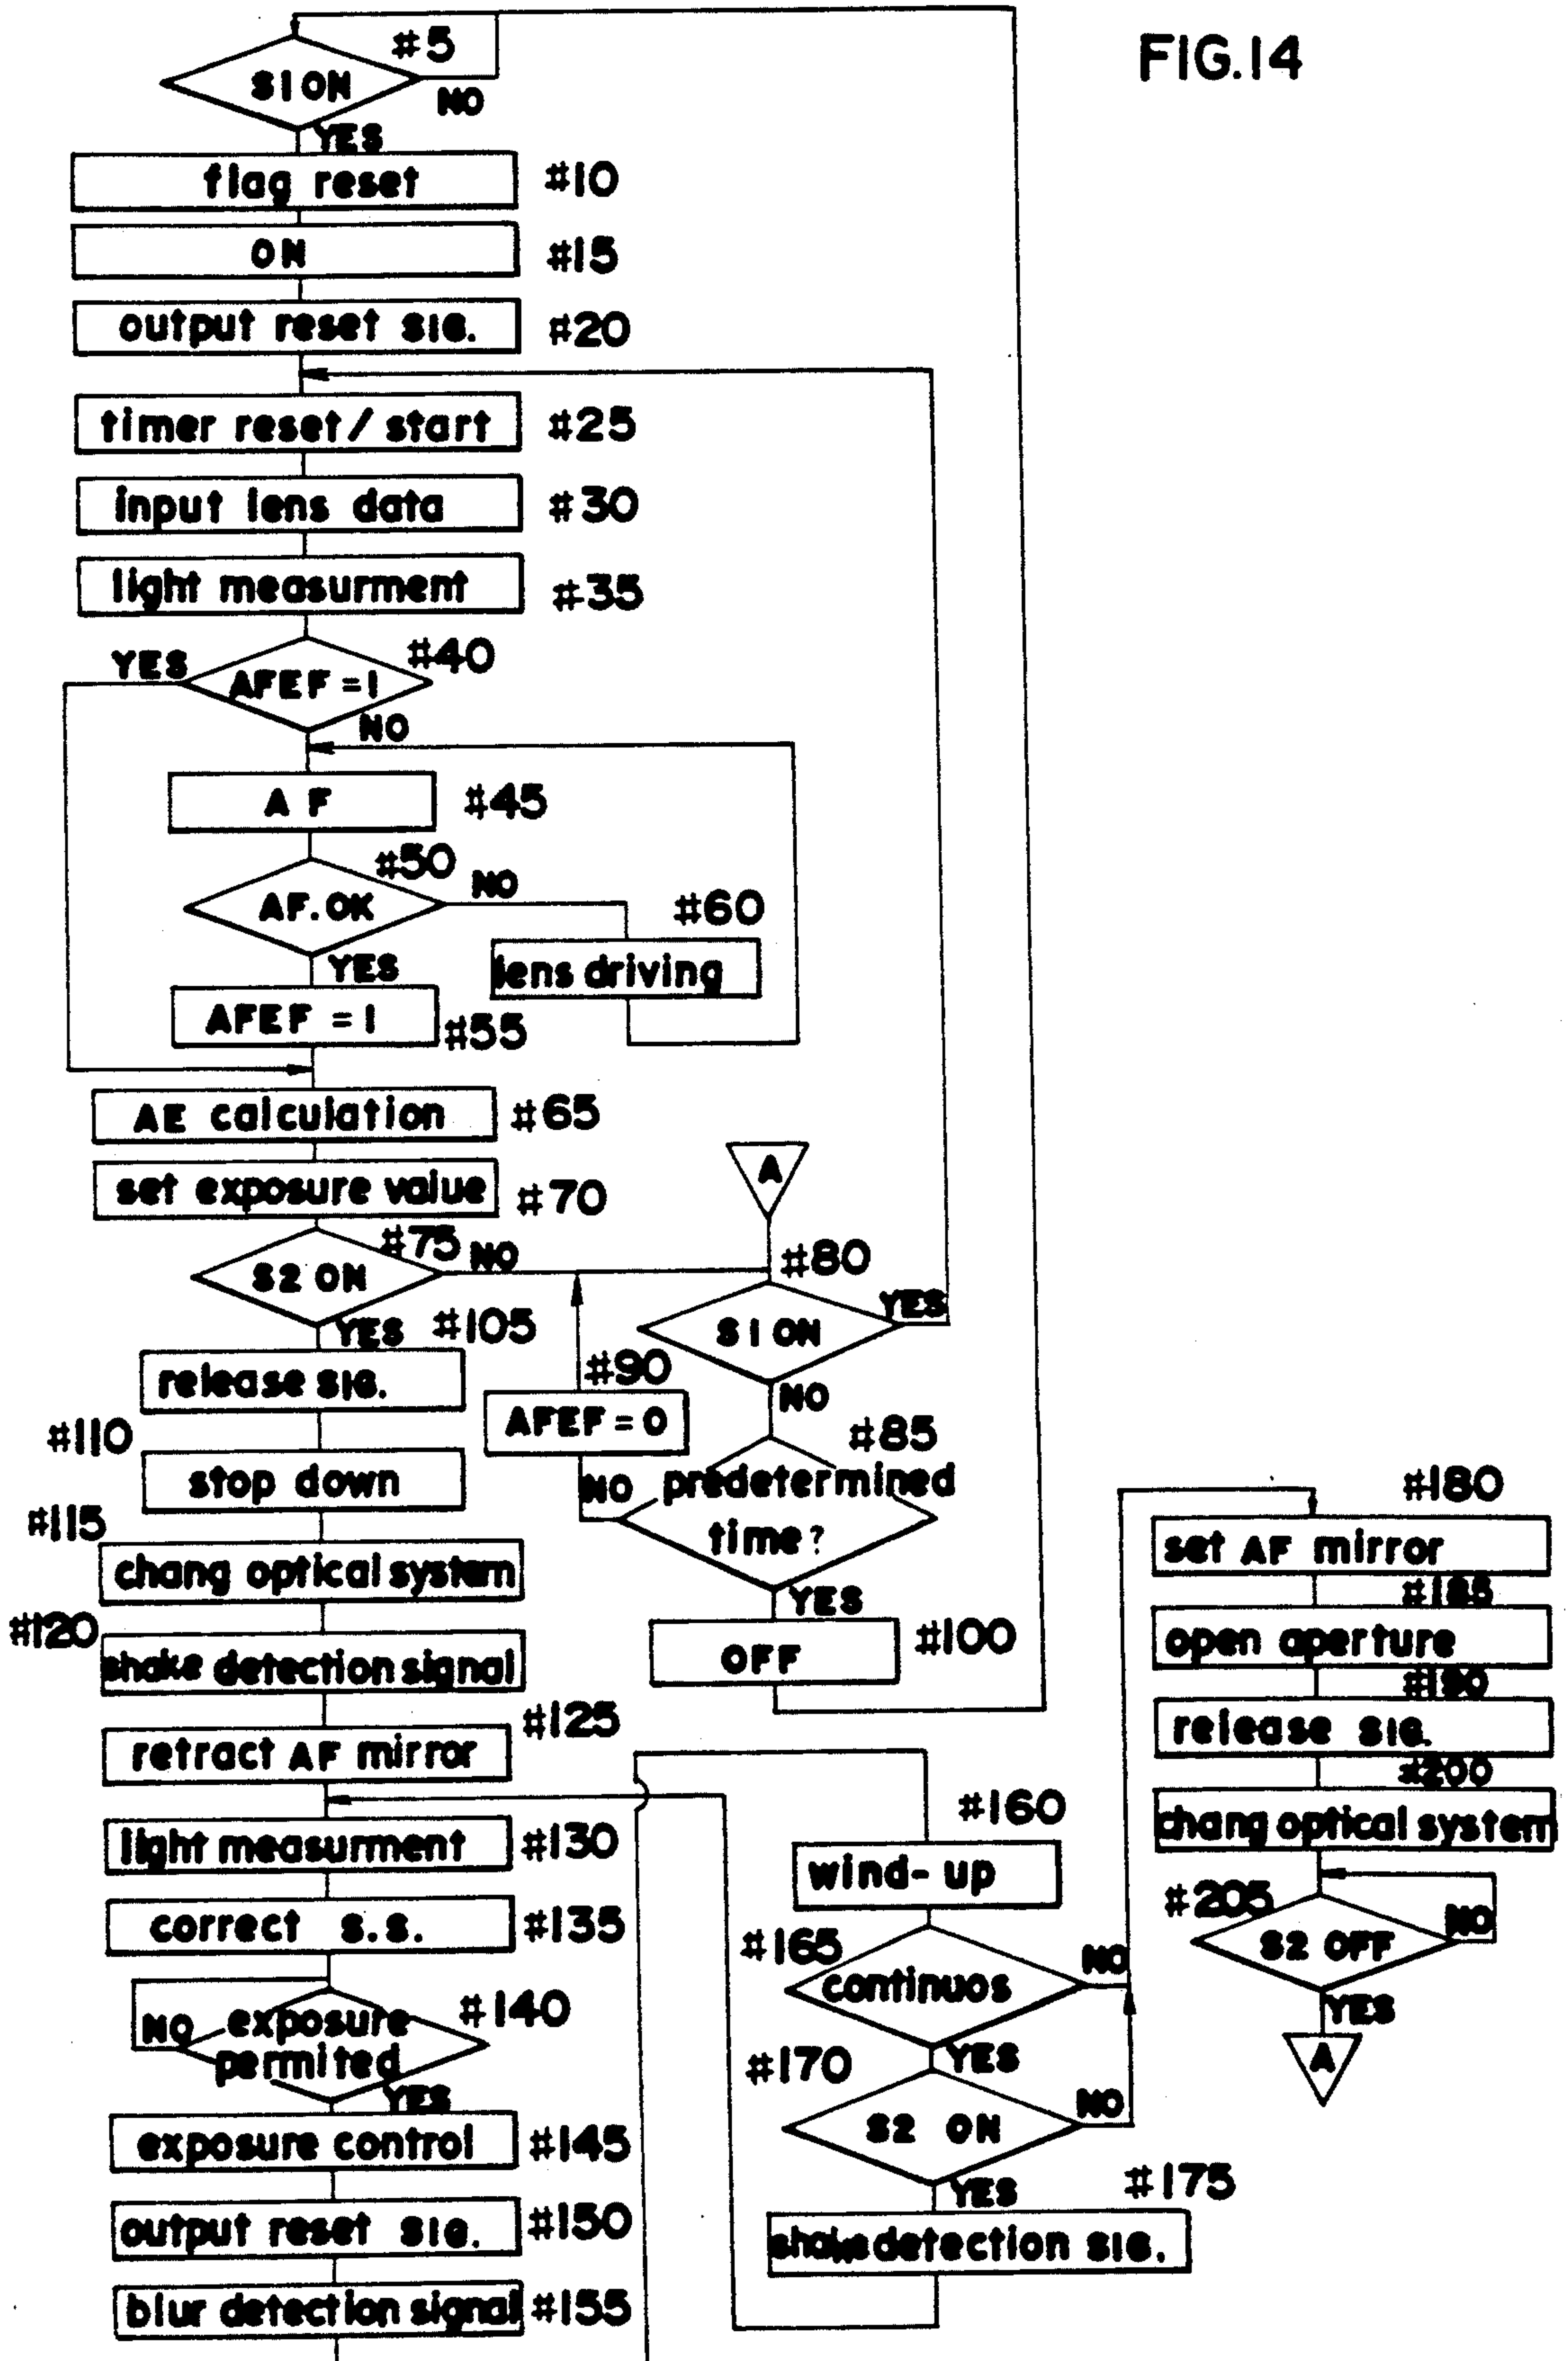 FIG.14
#5
S1 ON
NO
YES
flag reset #10
ON #15
output reset SIG. #20
timer reset/start #25
input lens data #30
light measurment #35
YES
#40
AFEF=1
NO
AF #45
#50
AF.OK
NO
YES
#60
lens driving
AFEF=1 #55
AE calculation #65
set exposure value #70
#75
S2 ON
NO
YES
A
#80
S1 ON
YES
NO
#90
AFEF=0
#85
predetermined
time?
NO
YES
OFF #100
#105
release SIG.
#110
stop down
#115
chang optical system
#120
shake detection signal
#125
retract AF mirror
light measurment #130
correct S.S. #135
#140
NO
exposure
permited
YES
exposure control #145
output reset SIG. #150
blur detection signal #155
#160
wind-up
#165
continuos
NO
YES
#170
S2 ON
NO
YES
#175
shake detection SIG.
#180
set AF mirror
#185
open aperture
#190
release SIG.
#200
chang optical system
#205
S2 OFF
NO
YES
A